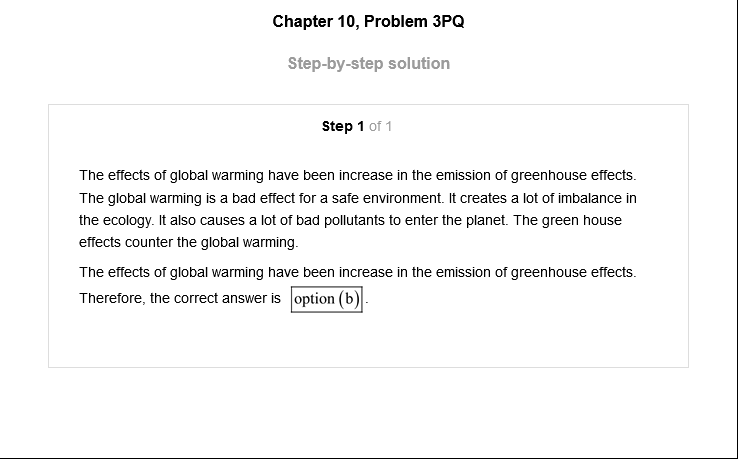 Chapter 10, Problem 3PQ
Step-by-step solution
Step 1 of 1
The effects of global warming have been increase in the emission of greenhouse effects.
The global warming is a bad effect for a safe environment. It creates a lot of imbalance in
the ecology. It also causes a lot of bad pollutants to enter the planet. The green house
effects counter the global warming.
The effects of global warming have been increase in the emission of greenhouse effects.
Therefore, the correct answer is option (b).